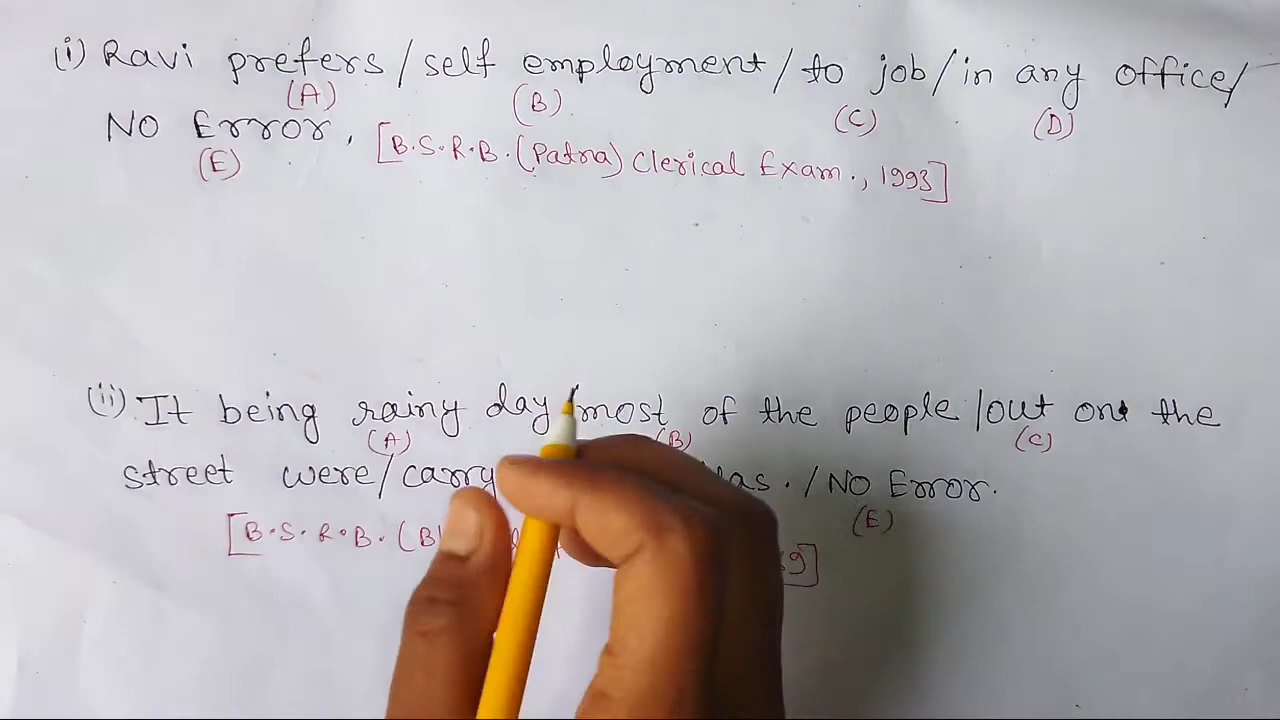 (i) Ravi prefers / self employment / to job / in any office /
(A) (B) (C) (D)
No Error.
(E) [B.S.R.B. (Patna) Clerical Exam., 1993]
(ii) It being rainy day / most of the people / out on the
(A) (B) (C)
street were / / No Error.
(E)
[B.S.R.B.